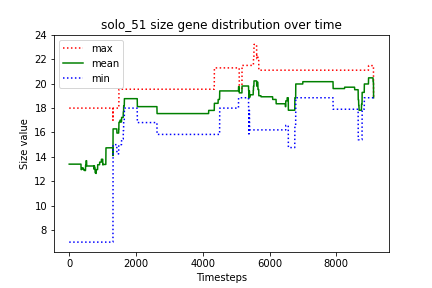 solo_51 size gene distribution over time
max
mean
min
Size value
24
22
20
18
16
14
12
10
8
0 2000 4000 6000 8000
Timesteps